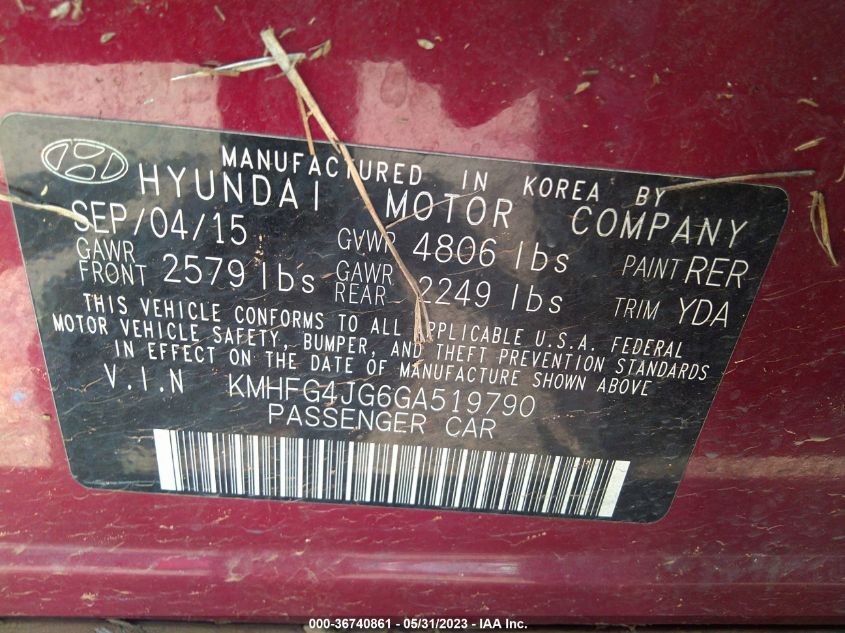 MANUFACTURED IN KOREA BY
HYUNDAI MOTOR COMPANY
SEP/04/15 GVWR 4806 lbs PAINT RER
GAWR FRONT 2579 lbs GAWR REAR 2249 lbs TRIM YDA
THIS VEHICLE CONFORMS TO ALL APPLICABLE U.S.A. FEDERAL
MOTOR VEHICLE SAFETY, BUMPER, AND THEFT PREVENTION STANDARDS
IN EFFECT ON THE DATE OF MANUFACTURE SHOWN ABOVE
V.I.N KMHFG4JG6GA519790
PASSENGER CAR
000-36740861 - 05/31/2023 - IAA Inc.